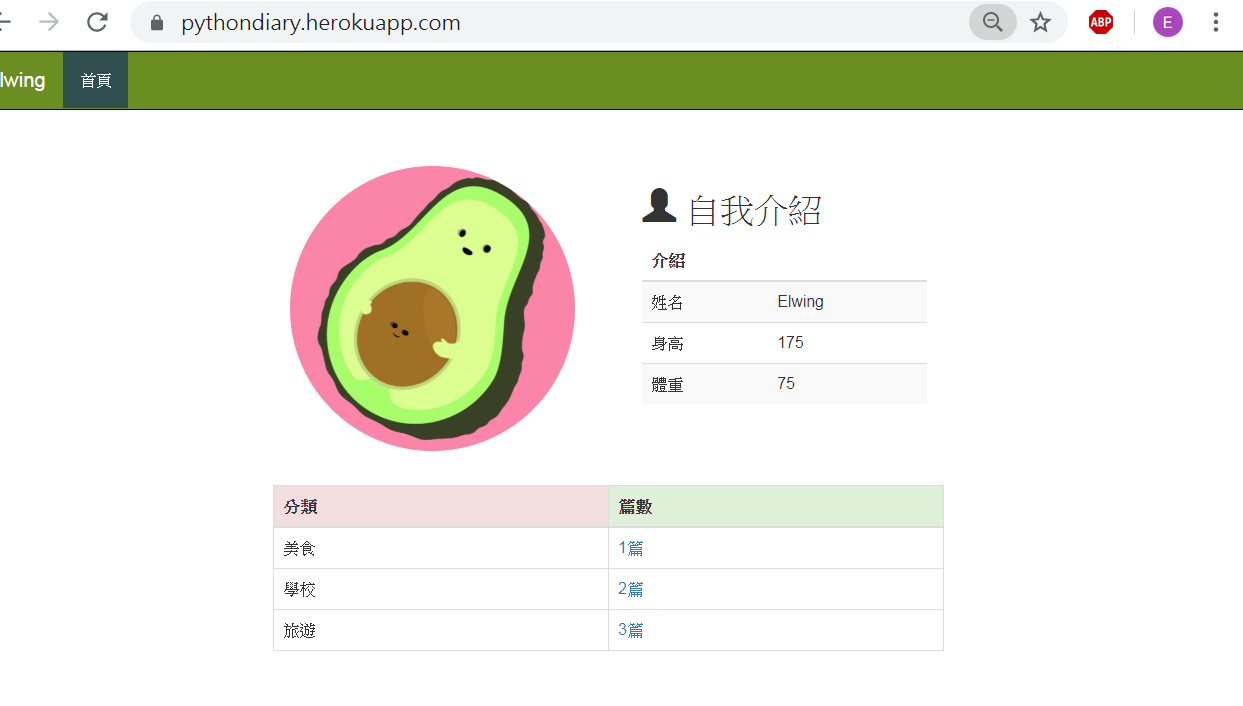 pythondiary.herokuapp.com
ABP
E
lwing 首頁
自我介紹
介紹
姓名 Elwing
身高 175
體重 75
分類 篇數
美食 1篇
學校 2篇
旅遊 3篇